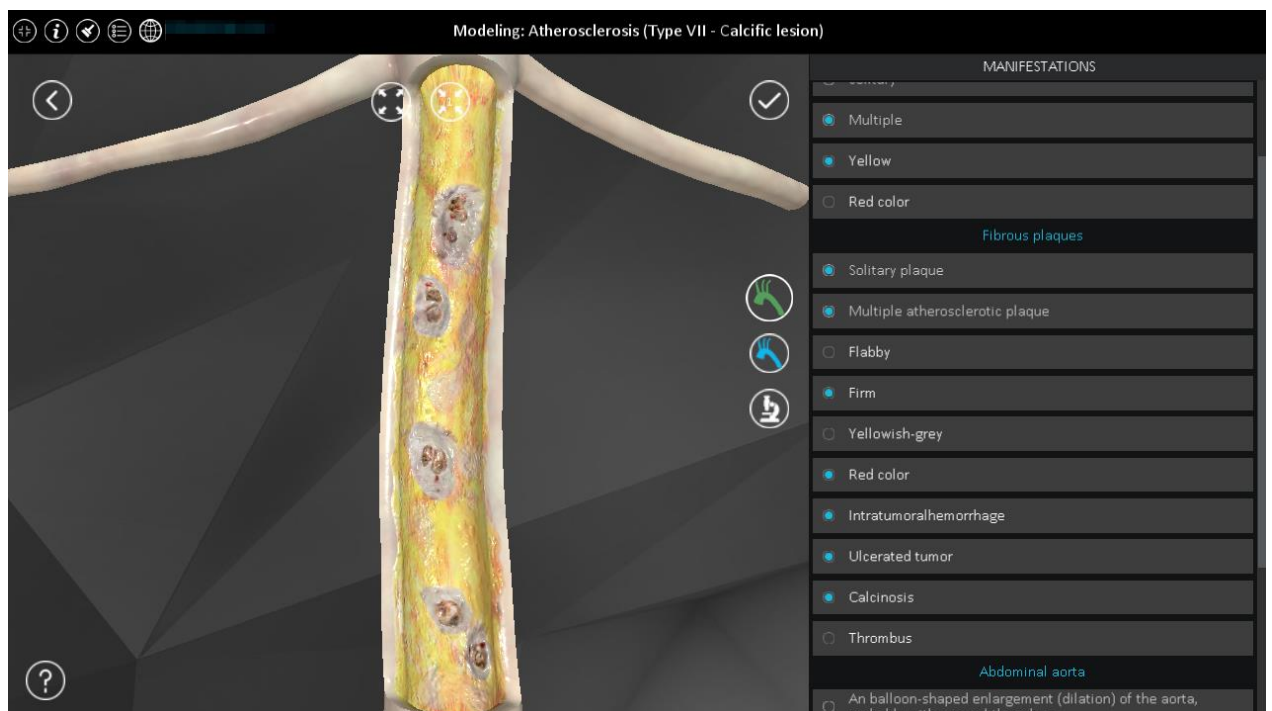 Modeling: Atherosclerosis (Type VII - Calcific lesion)
MANIFESTATIONS
Multiple
Yellow
Red color
Fibrous plaques
Solitary plaque
Multiple atherosclerotic plaque
Flabby
Firm
Yellowish-grey
Red color
Intratumoralhemorrhage
Ulcerated tumor
Calcinosis
Thrombus
Abdominal aorta
An balloon-shaped enlargement (dilation) of the aorta,
?